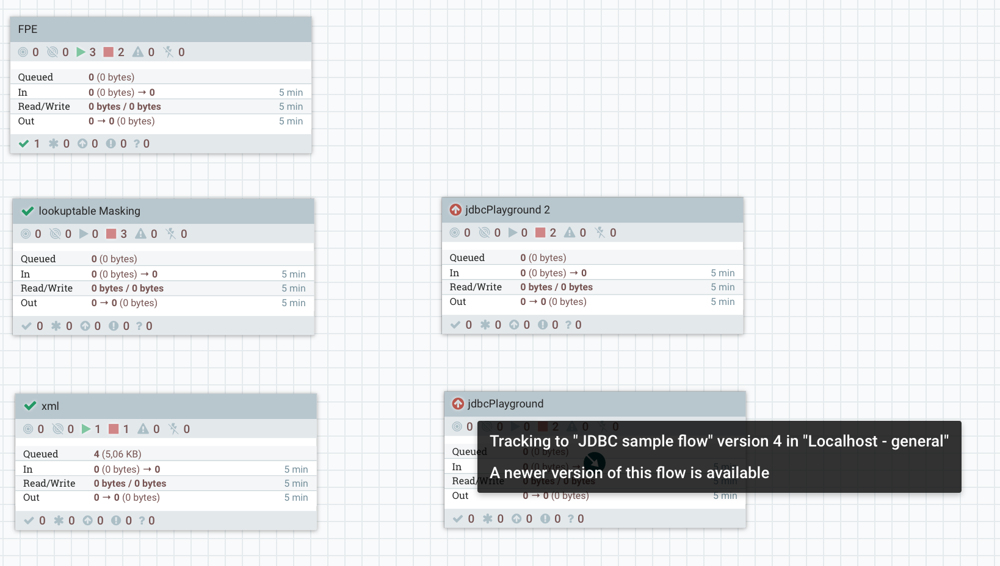 FPE
0 0 3 2 0 0
Queued 0 (0 bytes)
In 0 (0 bytes) → 0 5 min
Read/Write 0 bytes / 0 bytes 5 min
Out 0 → 0 (0 bytes) 5 min
1 0 0 0 ? 0
lookuptable Masking
0 0 0 3 0 0
Queued 0 (0 bytes)
In 0 (0 bytes) → 0 5 min
Read/Write 0 bytes / 0 bytes 5 min
Out 0 → 0 (0 bytes) 5 min
0 0 0 0 ? 0
jdbcPlayground 2
0 0 0 2 0 0
Queued 0 (0 bytes)
In 0 (0 bytes) → 0 5 min
Read/Write 0 bytes / 0 bytes 5 min
Out 0 → 0 (0 bytes) 5 min
0 0 0 0 ? 0
xml
0 0 1 1 0 0
Queued 4 (5,06 KB)
In 0 (0 bytes) → 0 5 min
Read/Write 0 bytes / 0 bytes 5 min
Out 0 → 0 (0 bytes) 5 min
0 0 0 0 ? 0
jdbcPlayground
0 0 0 2 0 0
Tracking to "JDBC sample flow" version 4 in "Localhost - general"
Queued 0 (0 bytes)
In 0 (0 bytes) → 5 min
A newer version of this flow is available
Read/Write 0 bytes / 0 bytes 5 min
Out 0 → 0 (0 bytes) 5 min
0 0 0 0 ? 0